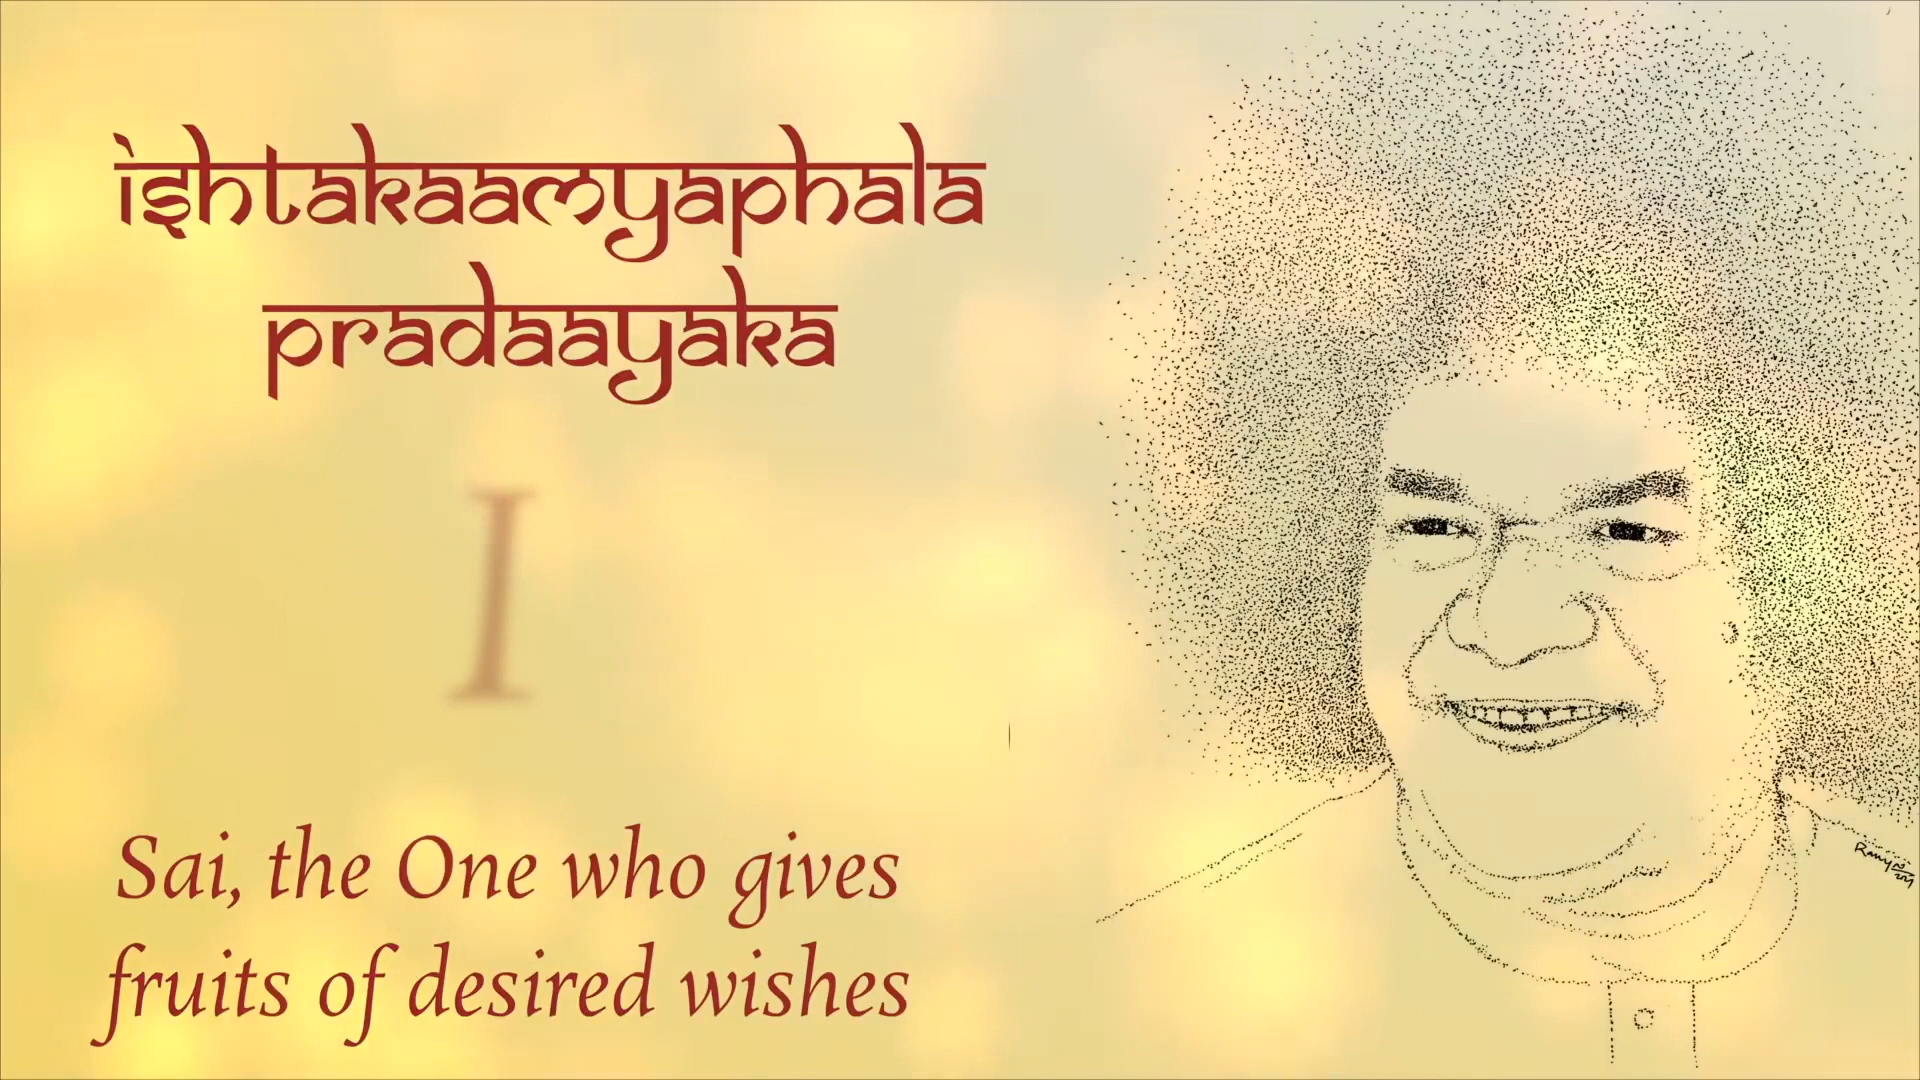 ishtakaamyaphala
pradaayaka
I
Sai, the One who gives
fruits of desired wishes